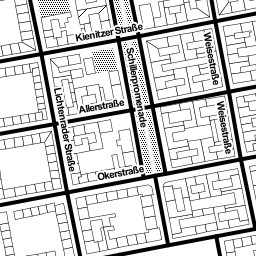 Kienitzer Straße
Schillerpromenade
Weisestraße
Allerstraße
Lichtenrader Straße
Weisestraße
Okerstraße